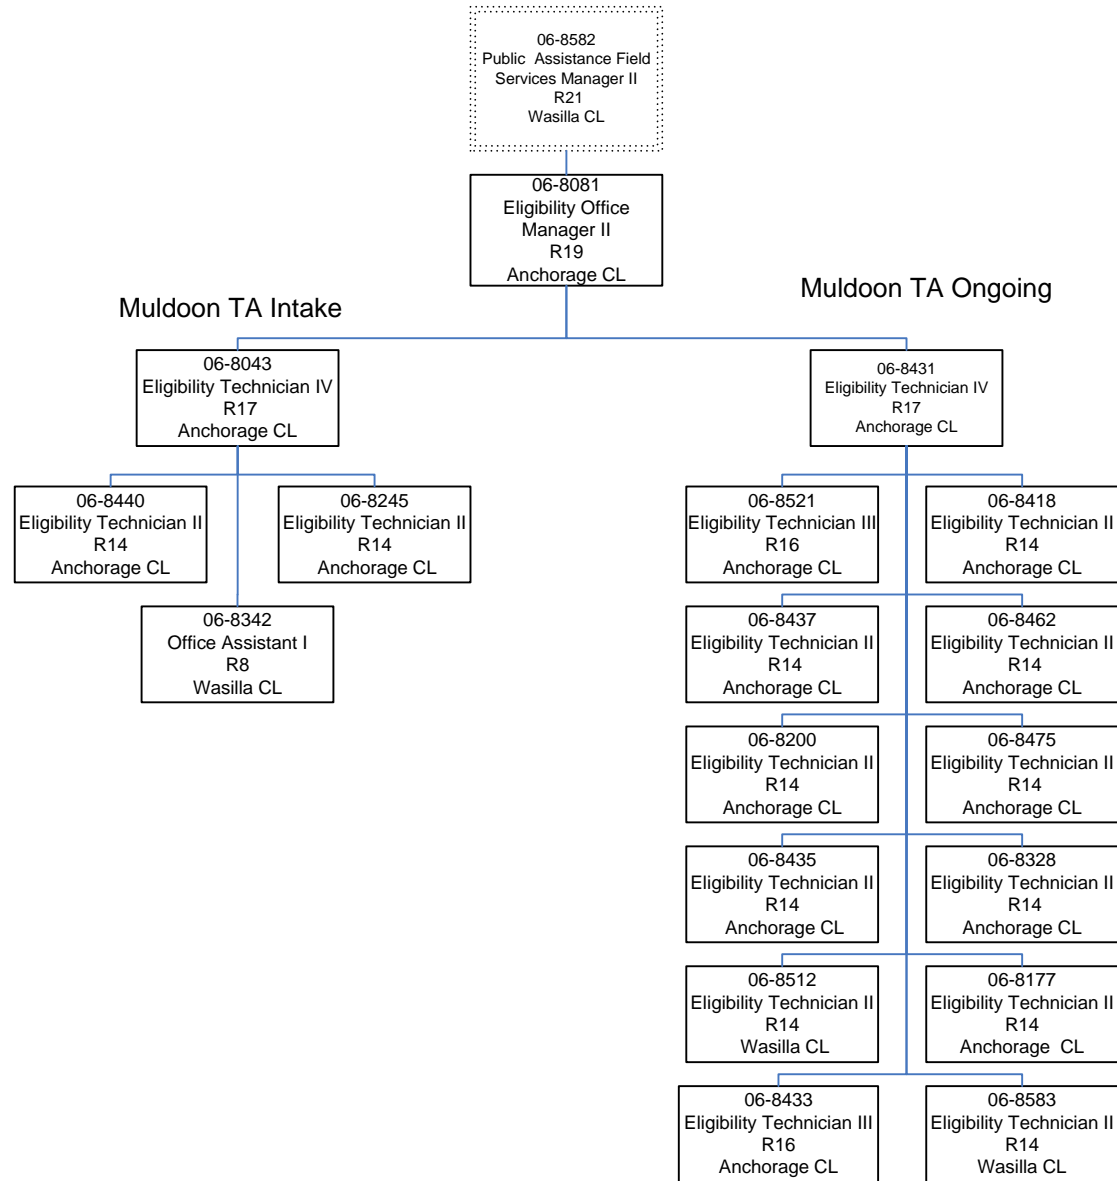 06-8582
Public Assistance Field
Services Manager II
R21
Wasilla CL
06-8081
Eligibility Office
Manager II
R19
Anchorage CL
Muldoon TA Intake
Muldoon TA Ongoing
06-8043
Eligibility Technician IV
R17
Anchorage CL
06-8431
Eligibility Technician IV
R17
Anchorage CL
06-8440
Eligibility Technician II
R14
Anchorage CL
06-8245
Eligibility Technician II
R14
Anchorage CL
06-8342
Office Assistant I
R8
Wasilla CL
06-8521
Eligibility Technician III
R16
Anchorage CL
06-8418
Eligibility Technician II
R14
Anchorage CL
06-8437
Eligibility Technician II
R14
Anchorage CL
06-8462
Eligibility Technician II
R14
Anchorage CL
06-8200
Eligibility Technician II
R14
Anchorage CL
06-8475
Eligibility Technician II
R14
Anchorage CL
06-8435
Eligibility Technician II
R14
Anchorage CL
06-8328
Eligibility Technician II
R14
Anchorage CL
06-8512
Eligibility Technician II
R14
Wasilla CL
06-8177
Eligibility Technician II
R14
Anchorage CL
06-8433
Eligibility Technician III
R16
Anchorage CL
06-8583
Eligibility Technician II
R14
Wasilla CL